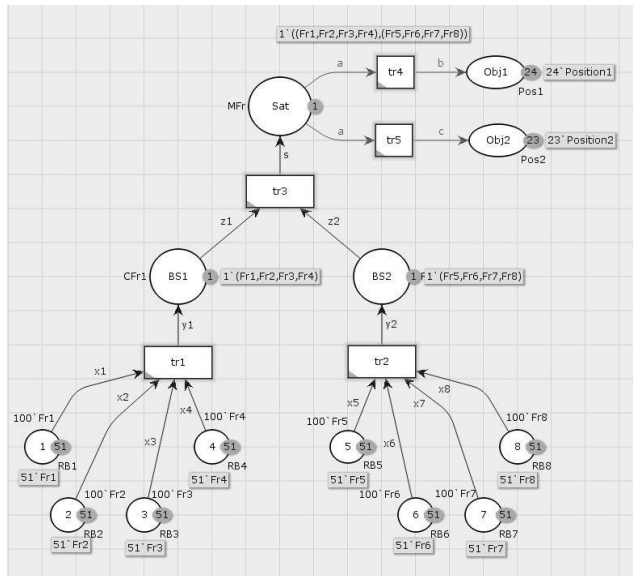 1`((Fr1,Fr2,Fr3,Fr4),(Fr5,Fr6,Fr7,Fr8))
a tr4 b Obj1 24 24`Position1
Pos1
MFr Sat 1
a tr5 c Obj2 23 23`Position2
Pos2
s
tr3
z1 z2
CFr1 BS1 1 1`(Fr1,Fr2,Fr3,Fr4) BS2 1 1`(Fr5,Fr6,Fr7,Fr8)
y1 y2
tr1 tr2
x1 x2 x3 x4 x5 x6 x7 x8
100`Fr1 100`Fr4 100`Fr5 100`Fr8
1 51 4 51 5 51 8 51
RB1 RB4 RB5 RB8
51`Fr1 51`Fr4 51`Fr5 51`Fr8
100`Fr2 100`Fr3 100`Fr6 100`Fr7
2 51 3 51 6 51 7 51
RB2 RB3 RB6 RB7
51`Fr2 51`Fr3 51`Fr6 51`Fr7